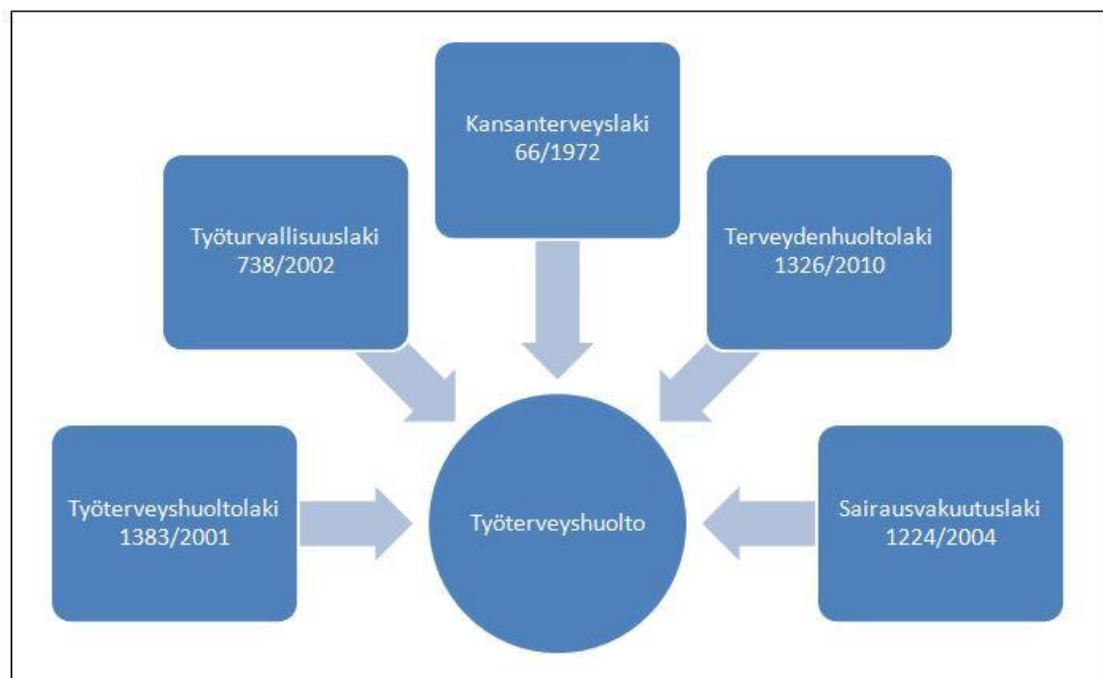 Kansanterveyslaki
66/1972
Työturvallisuuslaki
738/2002
Terveydenhuoltolaki
1326/2010
Työterveyshuoltolaki
1383/2001
Työterveyshuolto
Sairausvakuutuslaki
1224/2004